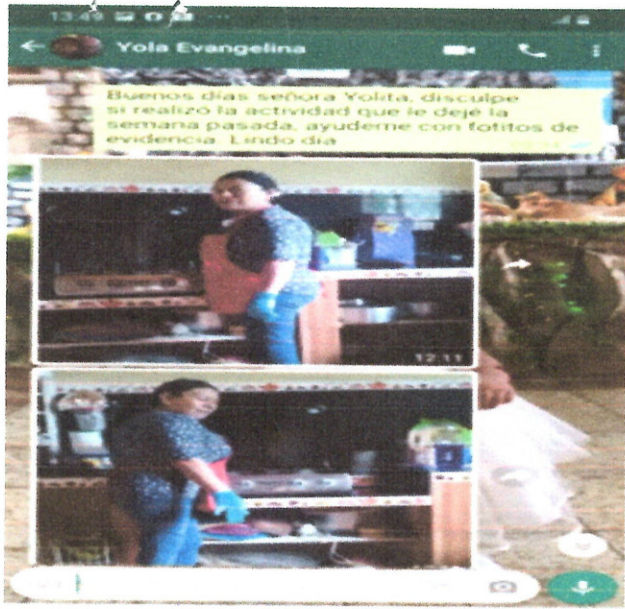 13:49
Yola Evangelina
Buenos días señora Yolita, disculpe
si realizo la actividad que le dejé la
semana pasada, ayudeme con fotitos de
evidencia. Lindo dia
12:11